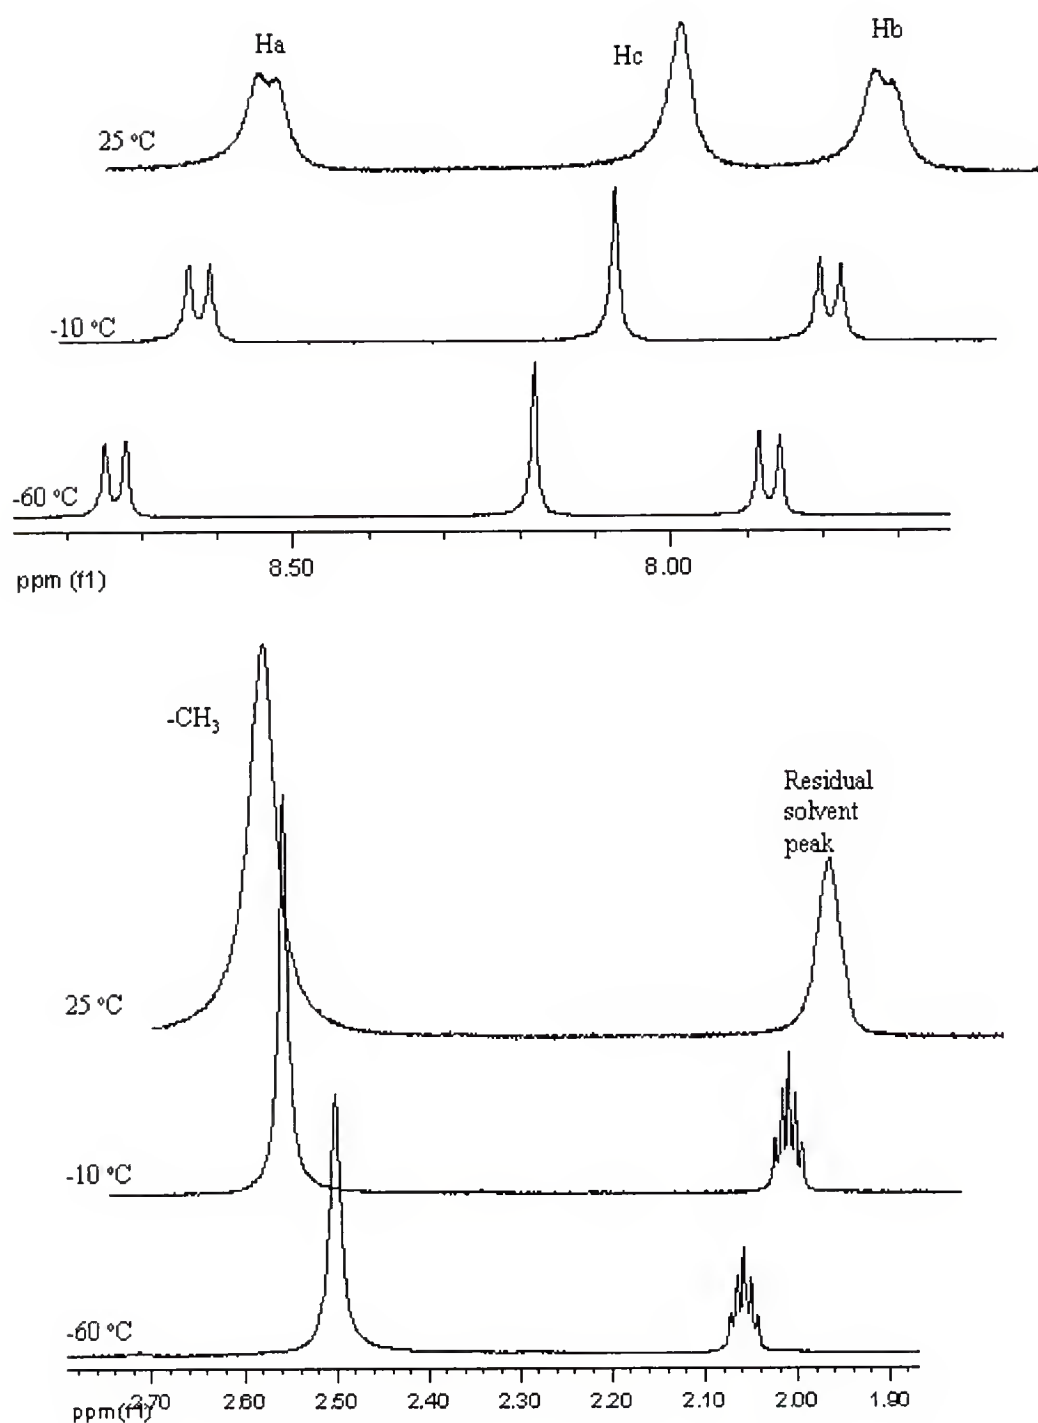 Ha
Hc
Hb
25 °C
-10 °C
-60 °C
8.50
8.00
ppm (f1)
-CH₃
Residual
solvent
peak
25 °C
-10 °C
-60 °C
2.70
2.60
2.50
2.40
2.30
2.20
2.10
2.00
1.90
ppm (f1)